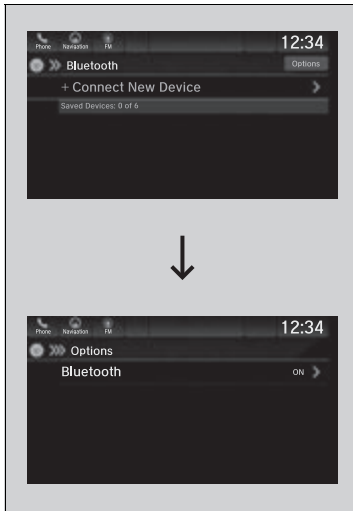 12:34
Phone Navigation FM
Bluetooth Options
+ Connect New Device
Saved Devices: 0 of 6
12:34
Phone Navigation FM
Options
Bluetooth ON